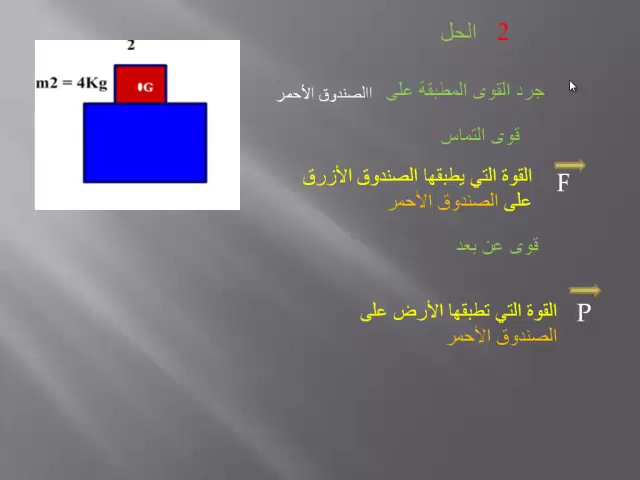 2 الحل
2
m2 = 4Kg
G
جرد القوى المطبقة على االصندوق الأحمر
قوى التماس
القوة التي يطبقها الصندوق الأزرق
على الصندوق الأحمر
F
قوى عن بعد
القوة التي تطبقها الأرض على
الصندوق الأحمر
P